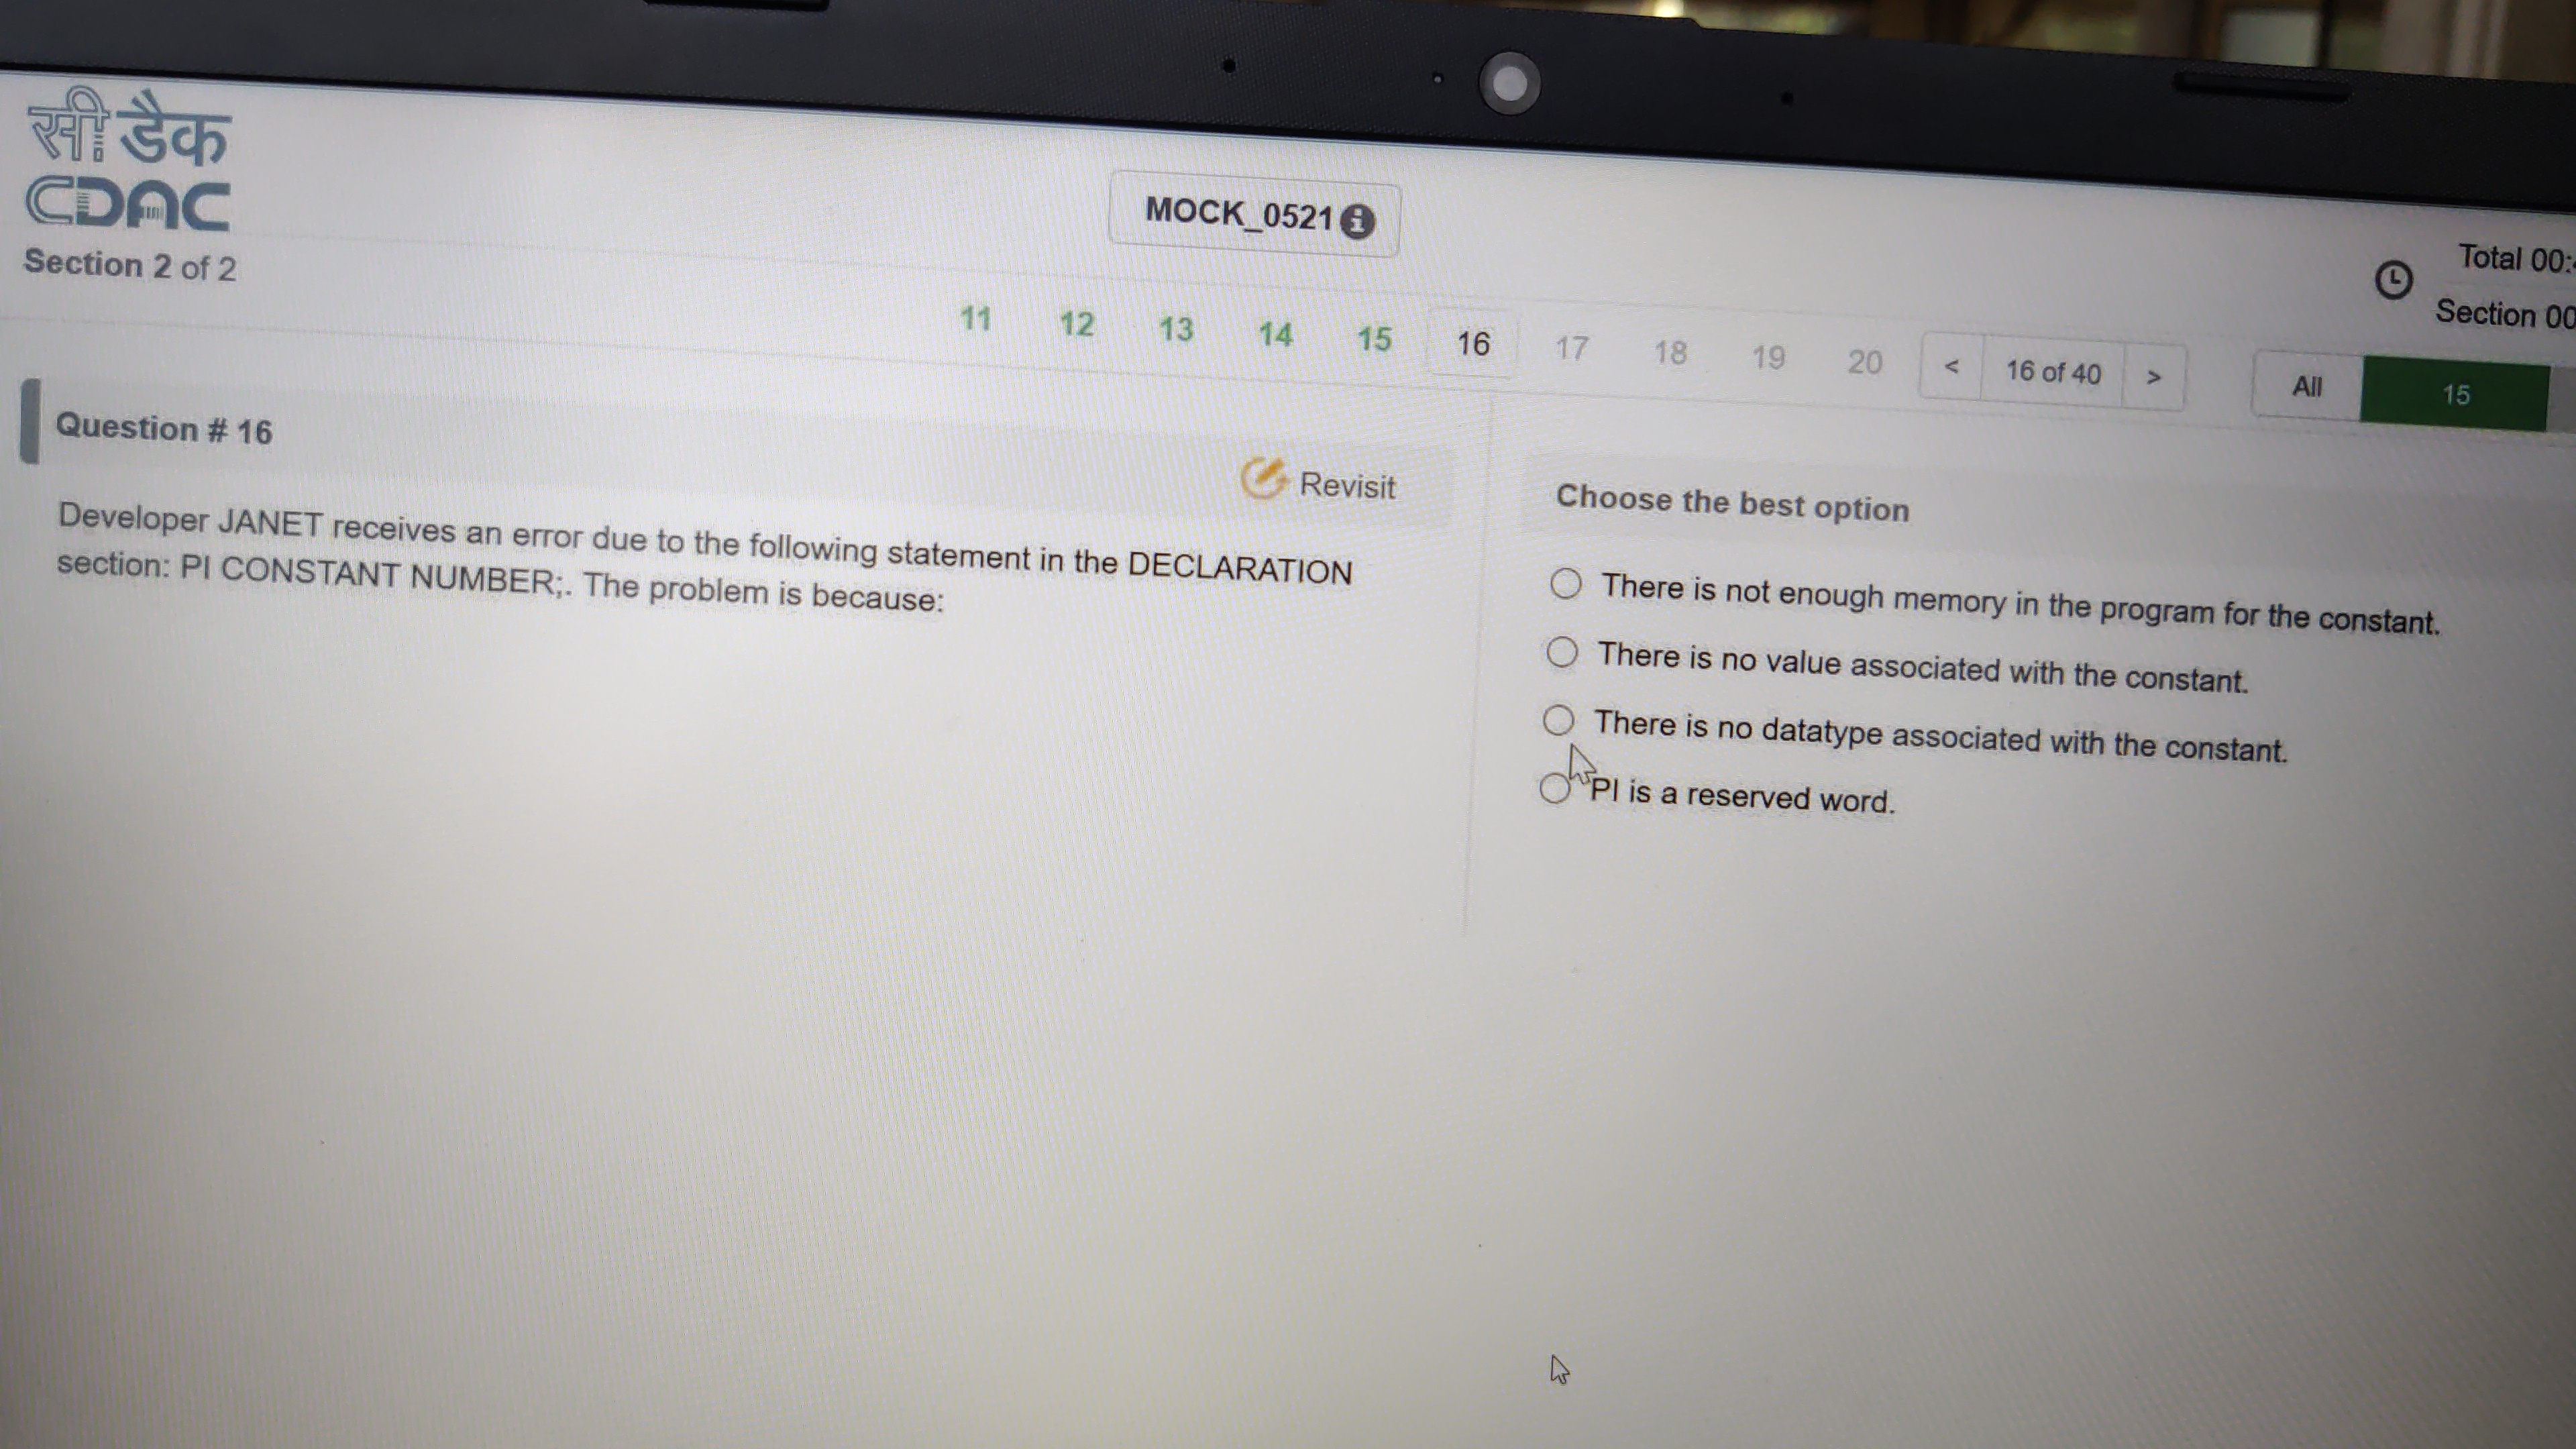 सी डैक
CDAC
MOCK_0521
Total 00:
Section 2 of 2
Section 00
11 12 13 14 15 16 17 18 19 20 < 16 of 40 > All 15
Question # 16
Revisit
Developer JANET receives an error due to the following statement in the DECLARATION
section: PI CONSTANT NUMBER;. The problem is because:
Choose the best option
There is not enough memory in the program for the constant.
There is no value associated with the constant.
There is no datatype associated with the constant.
PI is a reserved word.